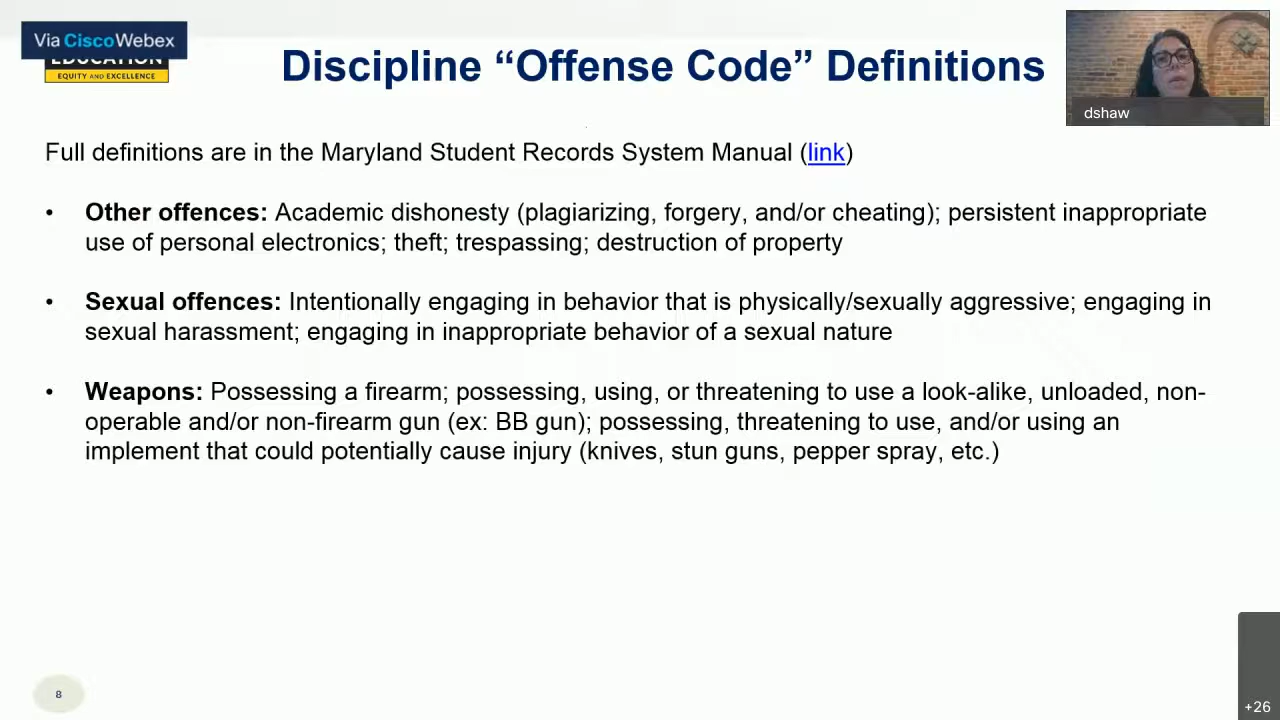 Via Cisco Webex
EDUCATION
EQUITY AND EXCELLENCE
Discipline “Offense Code” Definitions
dshaw
Full definitions are in the Maryland Student Records System Manual (link)
• Other offences: Academic dishonesty (plagiarizing, forgery, and/or cheating); persistent inappropriate
use of personal electronics; theft; trespassing; destruction of property
• Sexual offences: Intentionally engaging in behavior that is physically/sexually aggressive; engaging in
sexual harassment; engaging in inappropriate behavior of a sexual nature
• Weapons: Possessing a firearm; possessing, using, or threatening to use a look-alike, unloaded, non-
operable and/or non-firearm gun (ex: BB gun); possessing, threatening to use, and/or using an
implement that could potentially cause injury (knives, stun guns, pepper spray, etc.)
8
+26